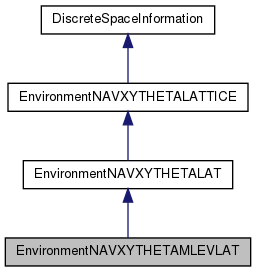 DiscreteSpaceInformation
EnvironmentNAVXYTHETALATTICE
EnvironmentNAVXYTHETALAT
EnvironmentNAVXYTHETAMLEVLAT